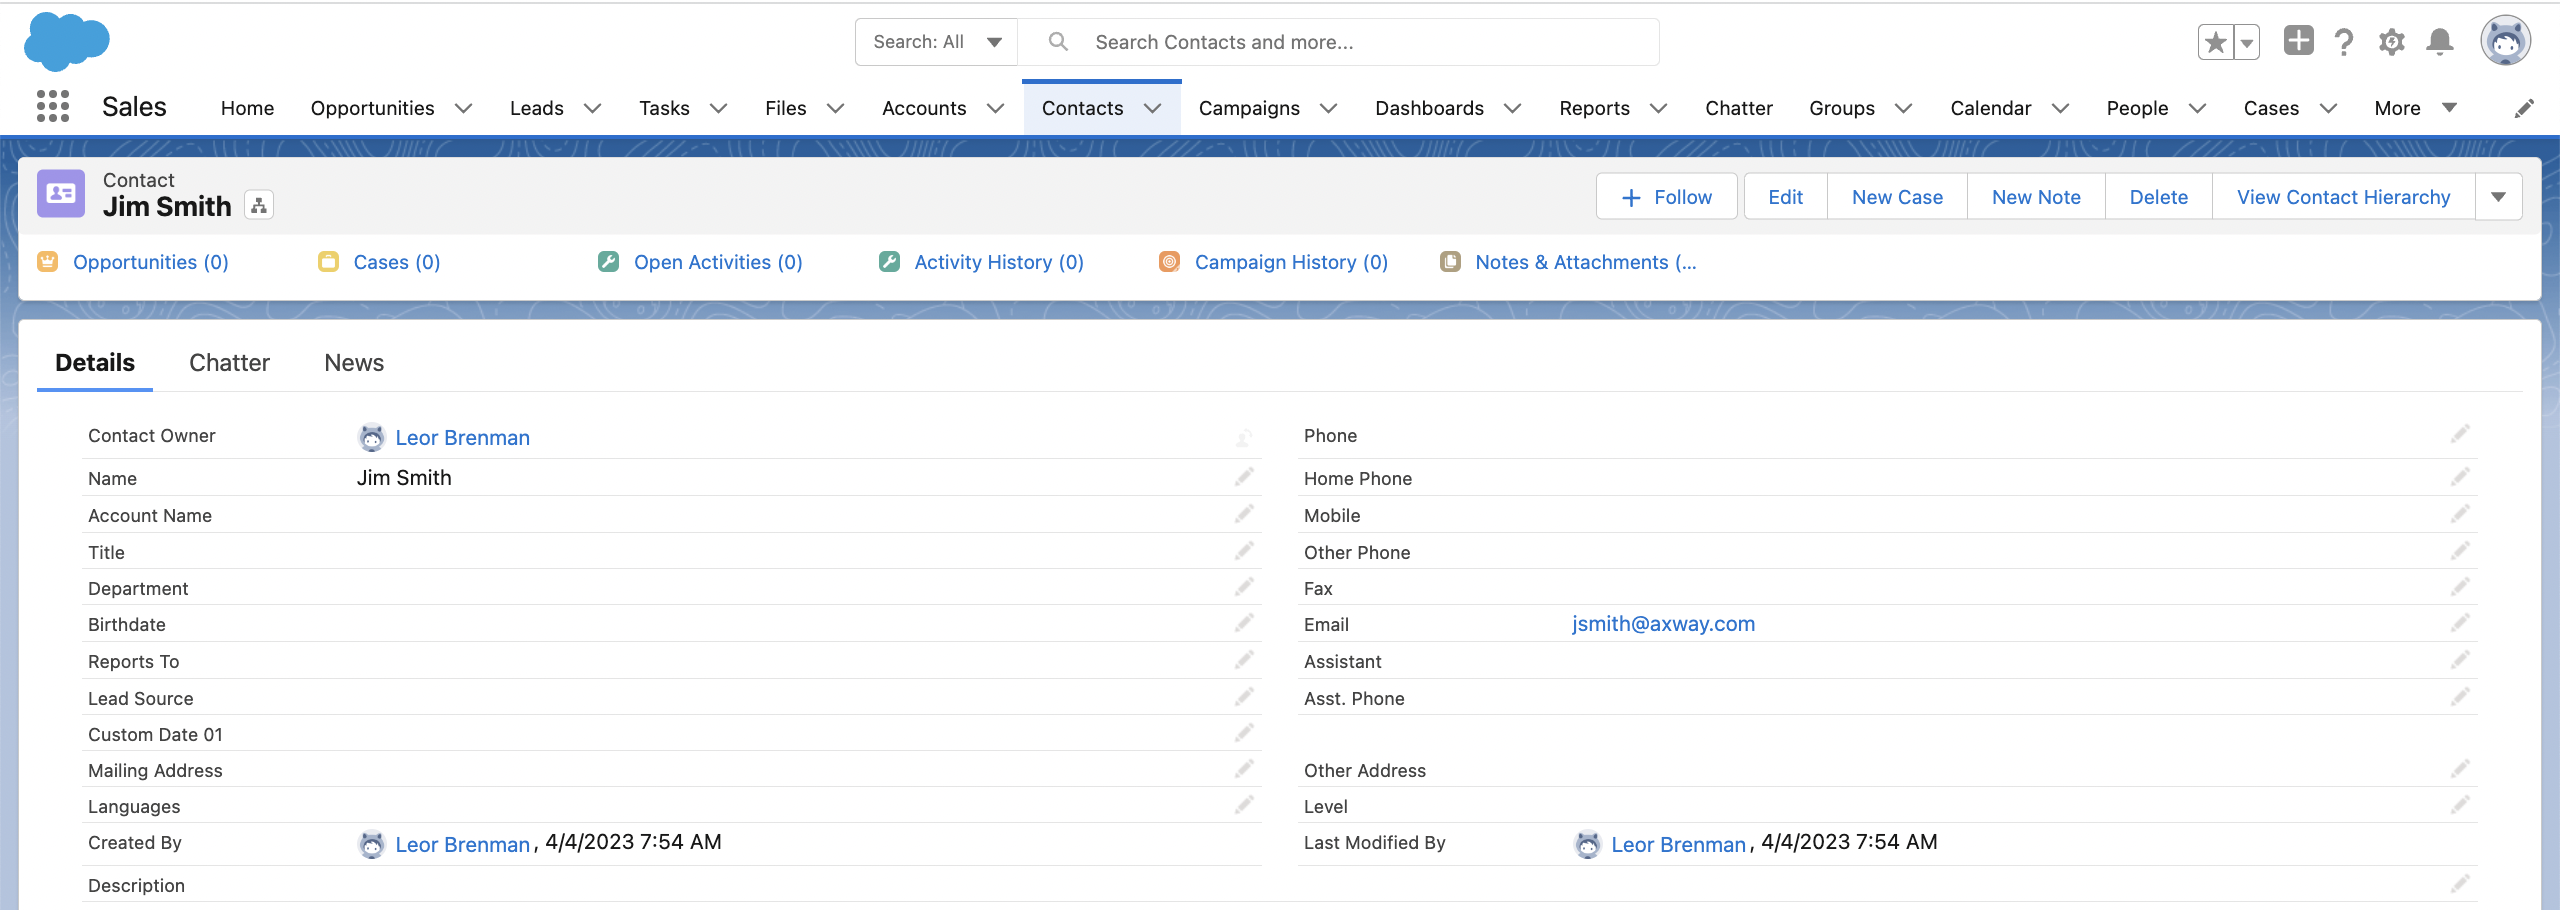 Search: All Search Contacts and more...
Sales Home Opportunities Leads Tasks Files Accounts Contacts Campaigns Dashboards Reports Chatter Groups Calendar People Cases More
Contact
Jim Smith
Follow Edit New Case New Note Delete View Contact Hierarchy
Opportunities (0) Cases (0) Open Activities (0) Activity History (0) Campaign History (0) Notes & Attachments (...
Details Chatter News
Contact Owner Leor Brenman Phone
Name Jim Smith Home Phone
Account Name Mobile
Title Other Phone
Department Fax
Birthdate Email jsmith@axway.com
Reports To Assistant
Lead Source Asst. Phone
Custom Date 01
Mailing Address Other Address
Languages Level
Created By Leor Brenman, 4/4/2023 7:54 AM Last Modified By Leor Brenman, 4/4/2023 7:54 AM
Description